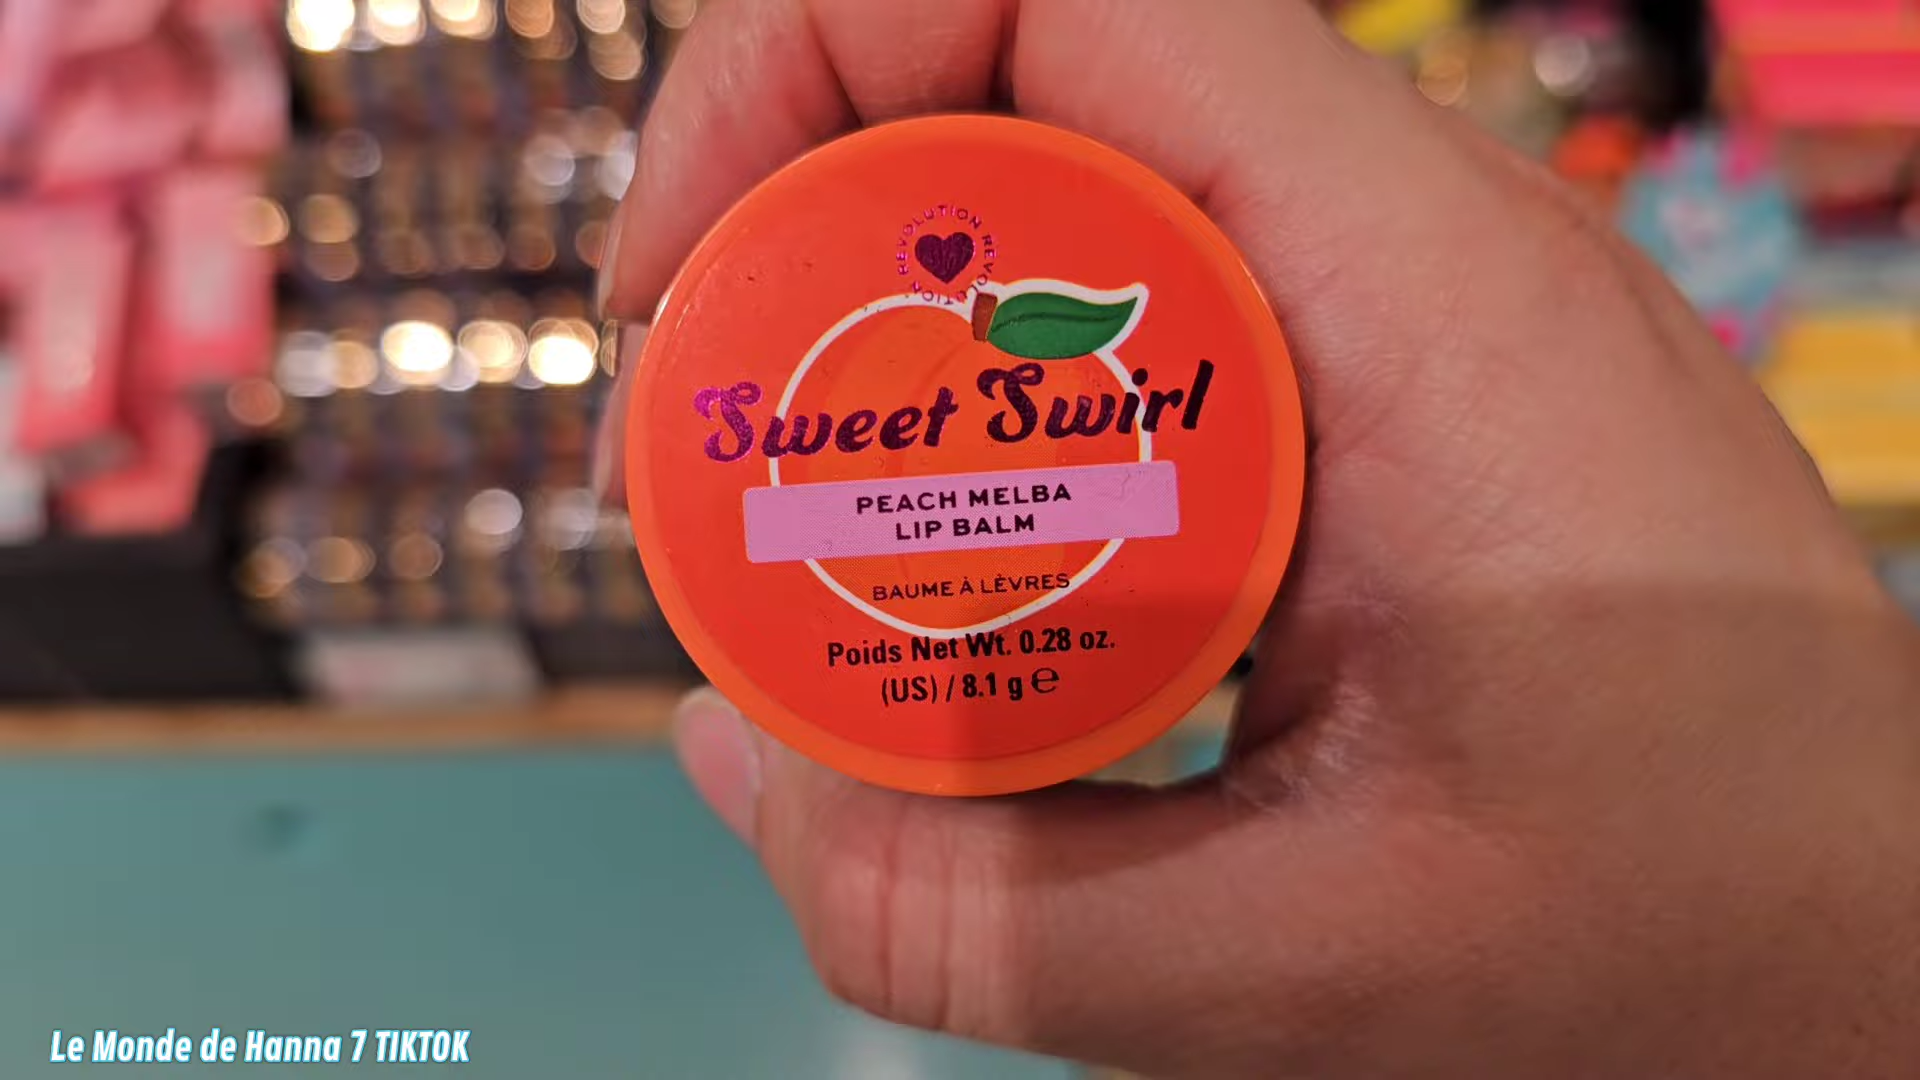 REVOLUTION REVOLUTION
Sweet Swirl
PEACH MELBA
LIP BALM
BAUME À LÈVRES
Poids Net Wt. 0.28 oz.
(US) / 8.1 g ℮
Le Monde de Hanna 7 TIKTOK